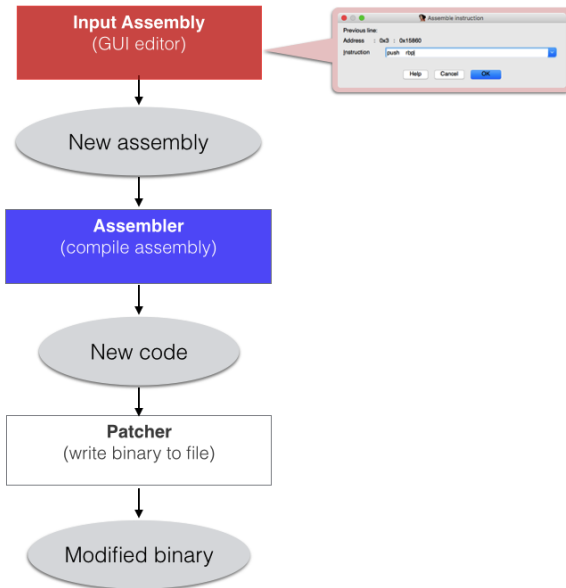 Input Assembly
(GUI editor)
Assemble instruction
Previous line:
Address : 0x3 : 0x15860
Instruction push rbp
Help Cancel OK
New assembly
Assembler
(compile assembly)
New code
Patcher
(write binary to file)
Modified binary